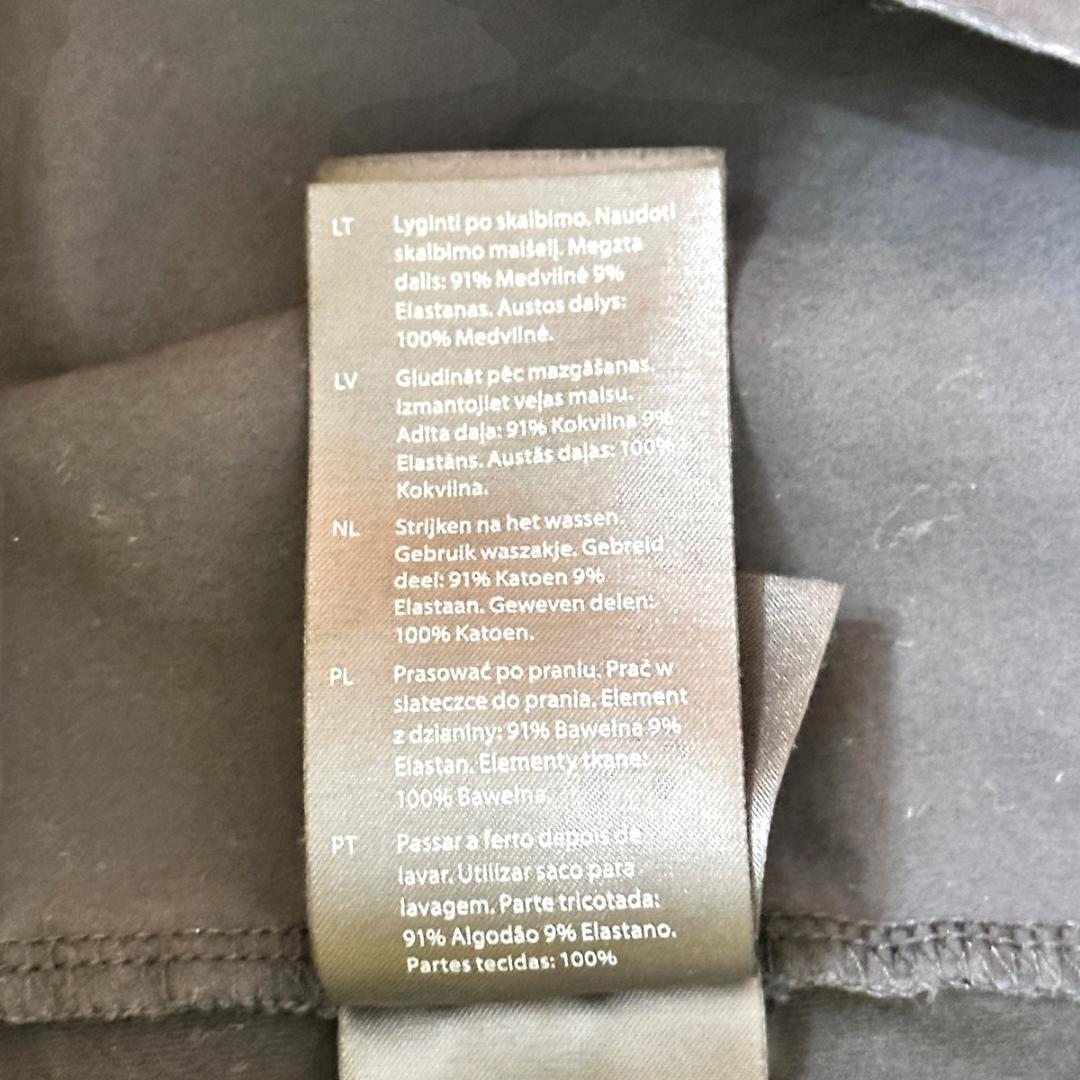 LT Lyginti po skalbimo. Naudoti
skalbimo maišelį. Megzta
dalis: 91% Medvilnė 9%
Elastanas. Austos dalys:
100% Medvilnė.
LV Gludināt pēc mazgāšanas.
Izmantojiet veļas maisu.
Adīta daļa: 91% Kokvilna 9%
Elastāns. Austās daļas: 100%
Kokvilna.
NL Strijken na het wassen.
Gebruik waszakje. Gebreid
deel: 91% Katoen 9%
Elastaan. Geweven delen:
100% Katoen.
PL Prasować po praniu. Prać w
siateczce do prania. Element
z dzianiny: 91% Bawełna 9%
Elastan. Elementy tkane:
100% Bawełna.
PT Passar a ferro depois de
lavar. Utilizar saco para
lavagem. Parte tricotada:
91% Algodão 9% Elastano.
Partes tecidas: 100%